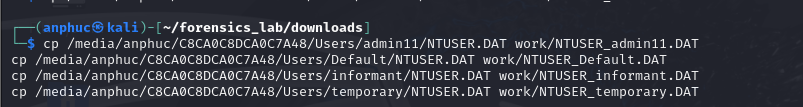 ┌──(anphuc㉿kali)-[~/forensics_lab/downloads]
└─$ cp /media/anphuc/C8CA0C8DCA0C7A48/Users/admin11/NTUSER.DAT work/NTUSER_admin11.DAT
cp /media/anphuc/C8CA0C8DCA0C7A48/Users/Default/NTUSER.DAT work/NTUSER_Default.DAT
cp /media/anphuc/C8CA0C8DCA0C7A48/Users/informant/NTUSER.DAT work/NTUSER_informant.DAT
cp /media/anphuc/C8CA0C8DCA0C7A48/Users/temporary/NTUSER.DAT work/NTUSER_temporary.DAT